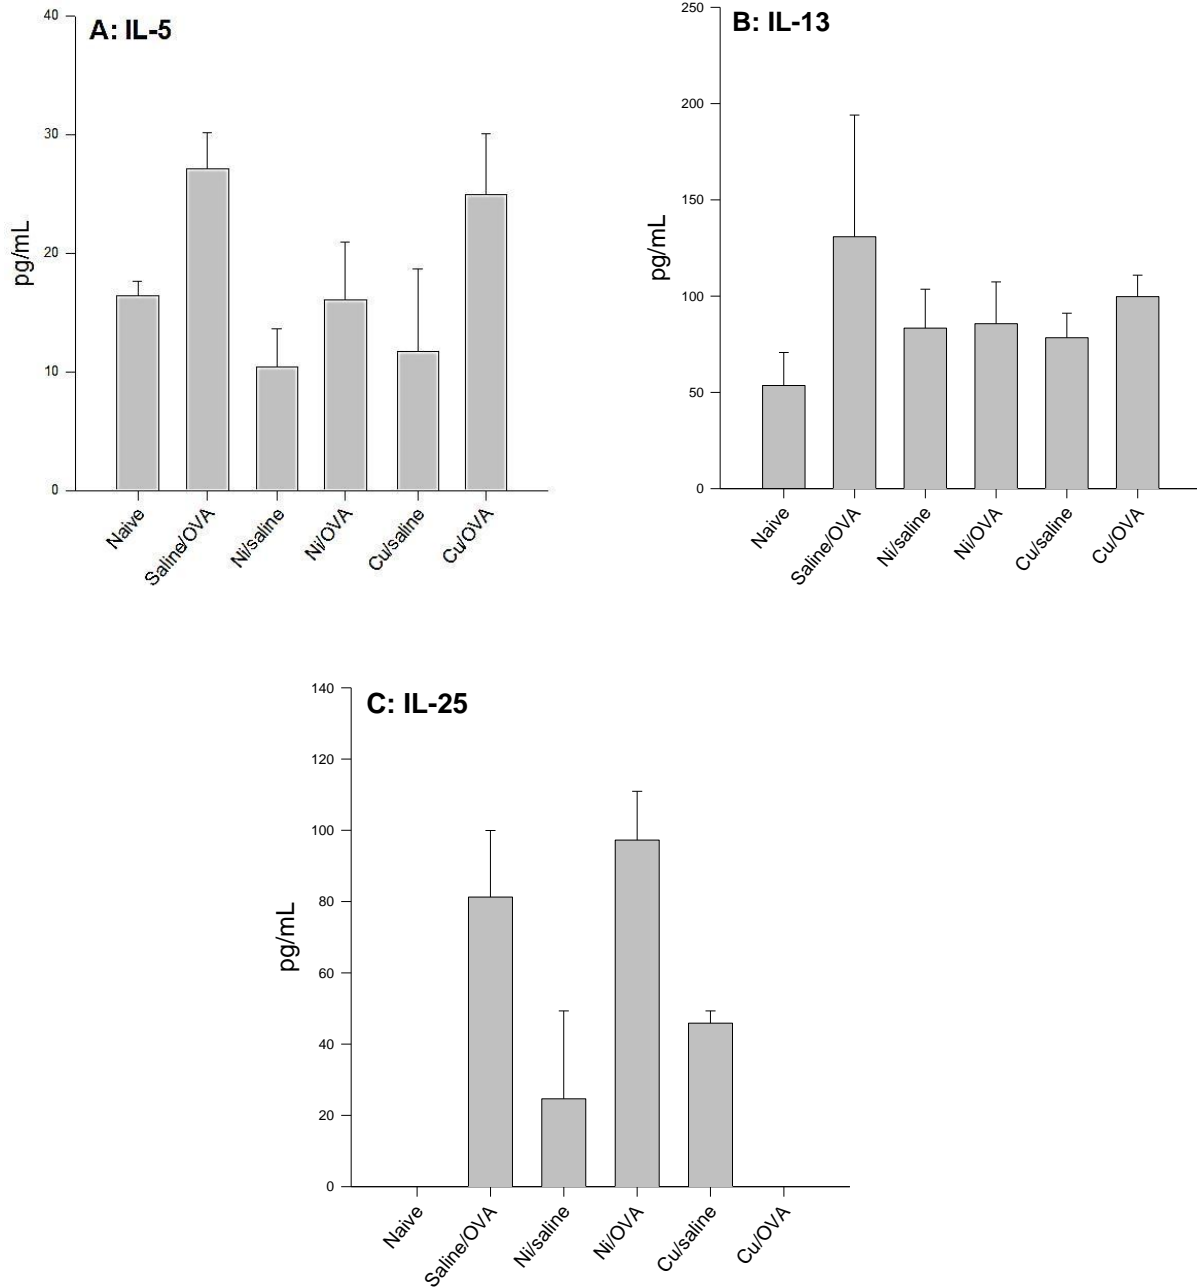 A: IL-5
40
30
20
10
0
pg/mL
Naive
Saline/OVA
Ni/saline
Ni/OVA
Cu/saline
Cu/OVA
B: IL-13
250
200
150
100
50
0
pg/mL
Naive
Saline/OVA
Ni/saline
Ni/OVA
Cu/saline
Cu/OVA
C: IL-25
140
120
100
80
60
40
20
0
pg/mL
Naive
Saline/OVA
Ni/saline
Ni/OVA
Cu/saline
Cu/OVA